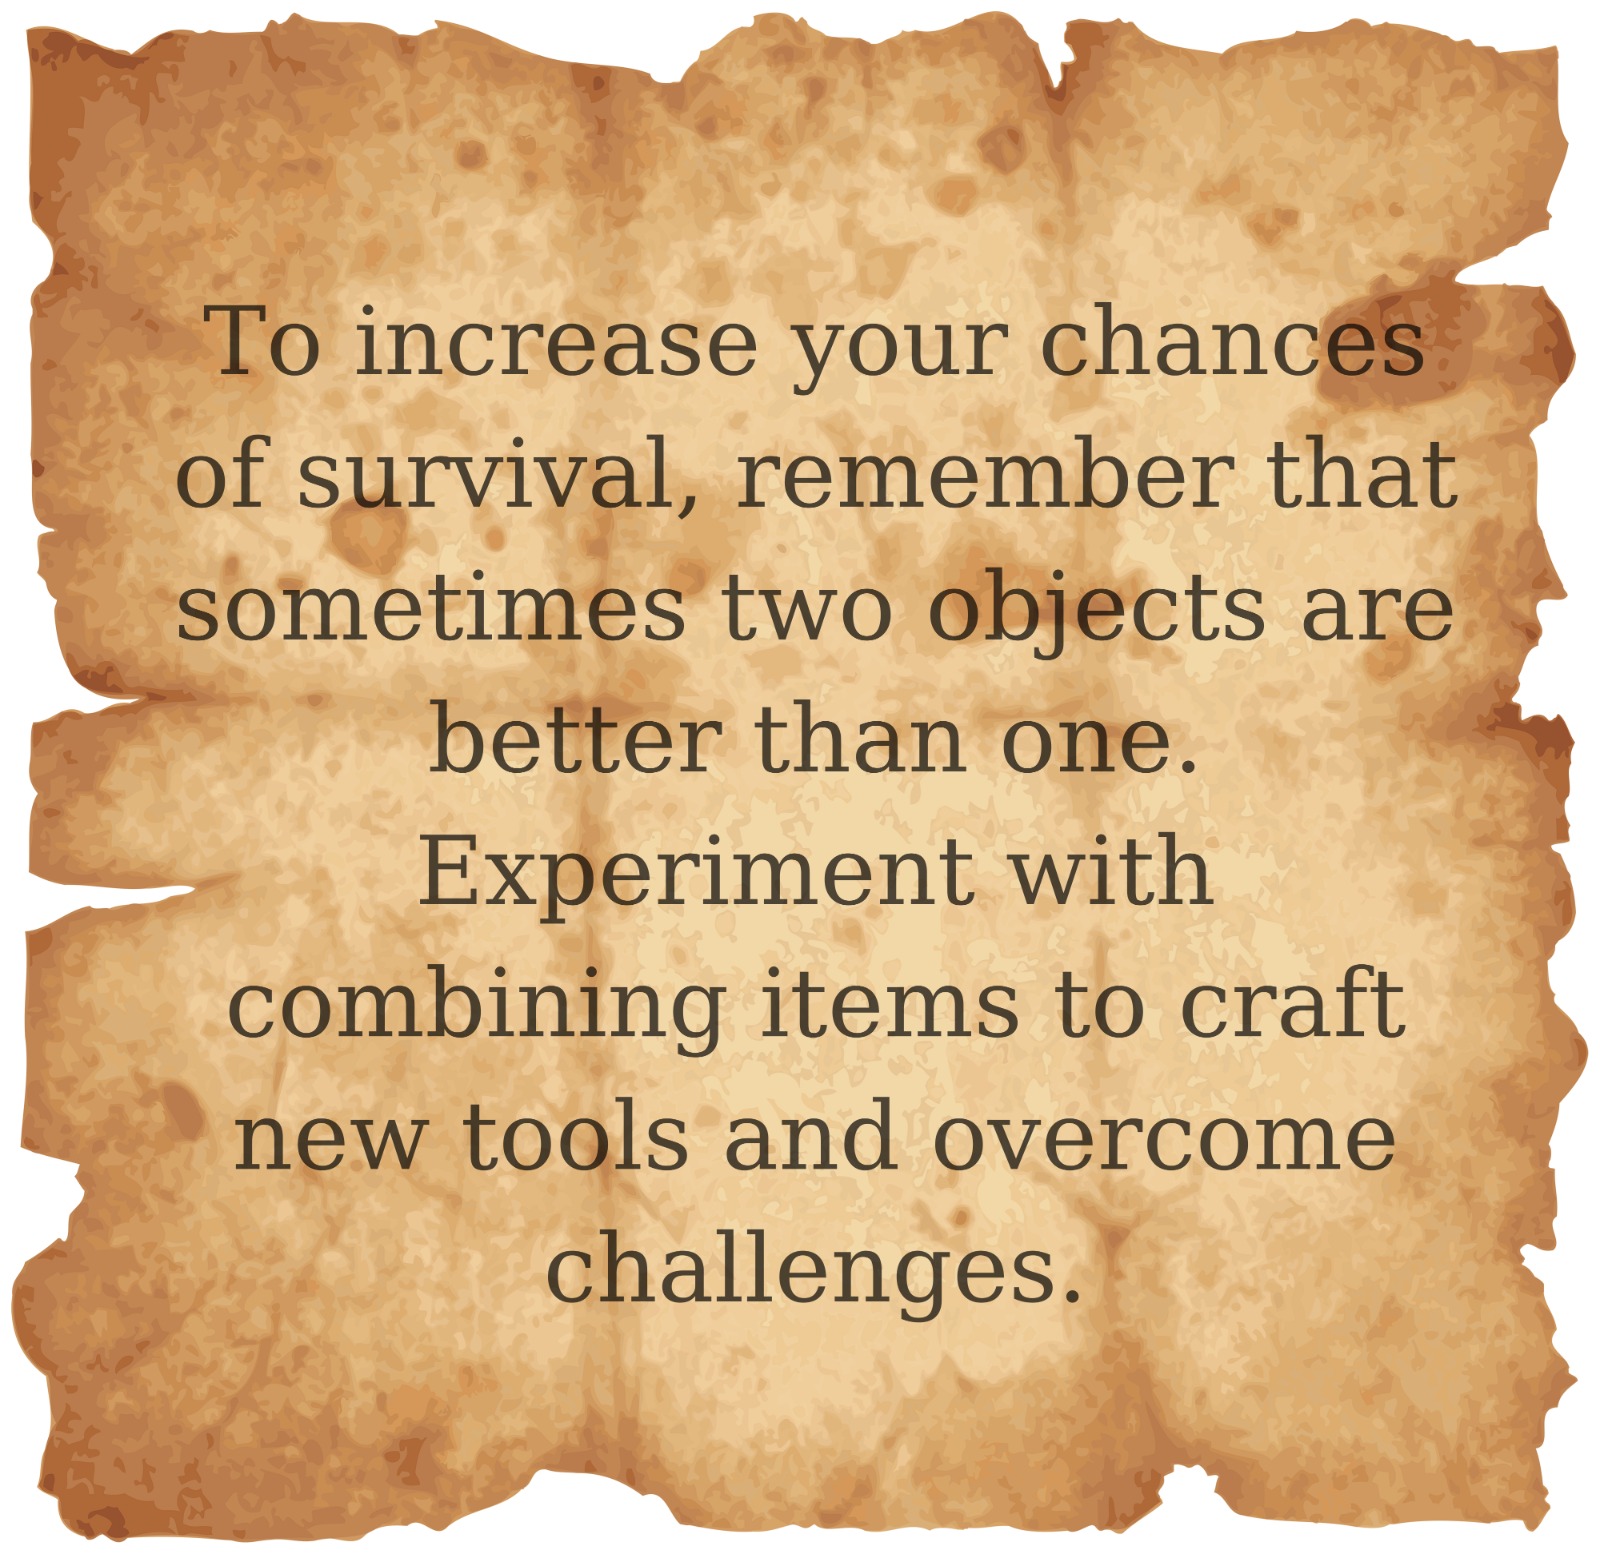 To increase your chances
of survival, remember that
sometimes two objects are
better than one.
Experiment with
combining items to craft
new tools and overcome
challenges.